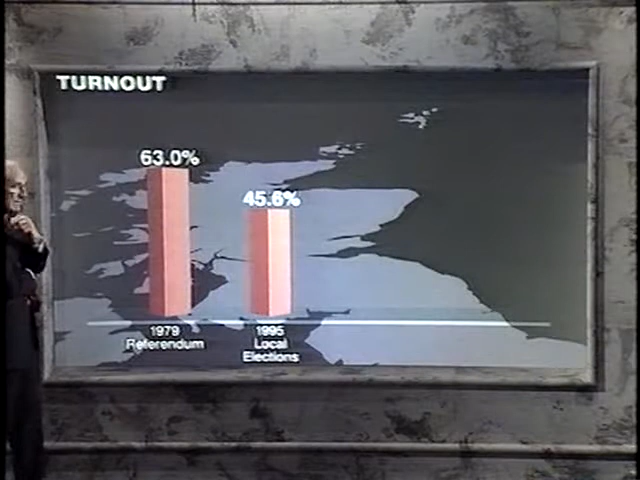 TURNOUT
63.0%
45.6%
1979
Referendum
1995
Local
Elections